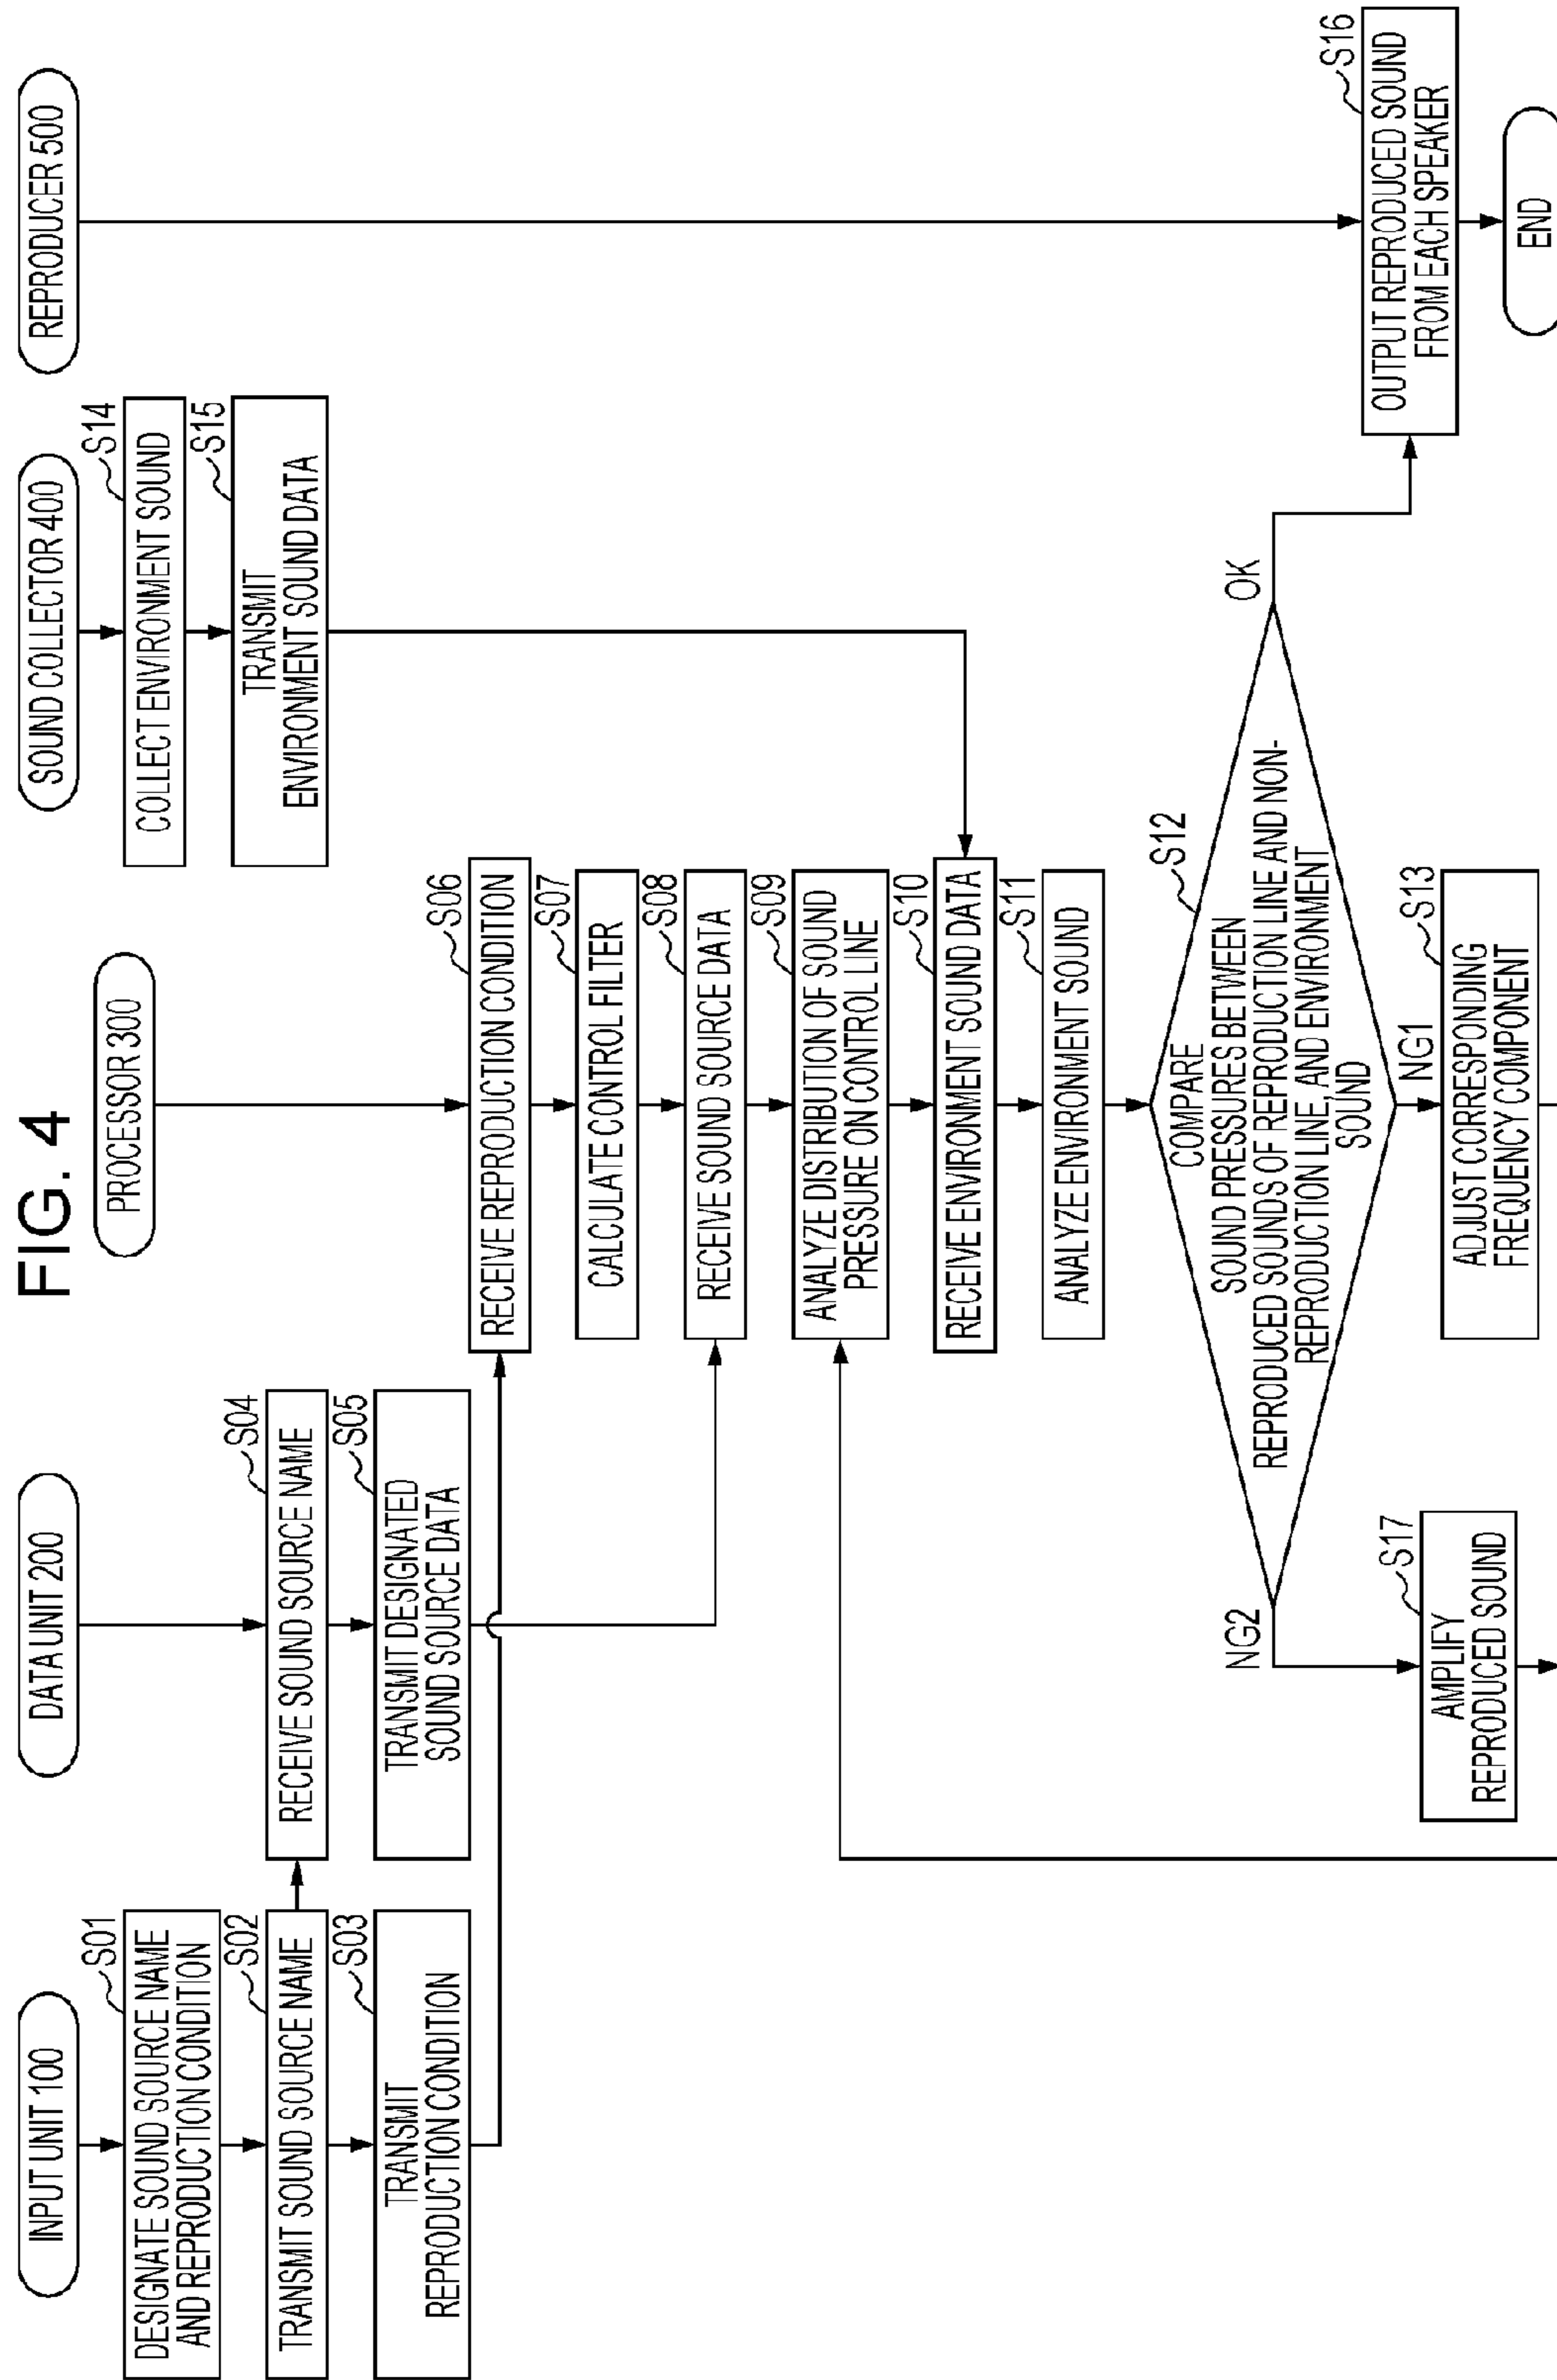 FIG. 4
INPUT UNIT 100
S01
DESIGNATE SOUND SOURCE NAME
AND REPRODUCTION CONDITION
S02
TRANSMIT SOUND SOURCE NAME
S03
TRANSMIT
REPRODUCTION CONDITION
DATA UNIT 200
S04
RECEIVE SOUND SOURCE NAME
S05
TRANSMIT DESIGNATED
SOUND SOURCE DATA
PROCESSOR 300
S06
RECEIVE REPRODUCTION CONDITION
S07
CALCULATE CONTROL FILTER
S08
RECEIVE SOUND SOURCE DATA
S09
ANALYZE DISTRIBUTION OF SOUND
PRESSURE ON CONTROL LINE
S10
RECEIVE ENVIRONMENT SOUND DATA
S11
ANALYZE ENVIRONMENT SOUND
S12
COMPARE
SOUND PRESSURES BETWEEN
REPRODUCED SOUNDS OF REPRODUCTION LINE AND NON-
REPRODUCTION LINE, AND ENVIRONMENT
SOUND
NG2
NG1
OK
S17
AMPLIFY
REPRODUCED SOUND
S13
ADJUST CORRESPONDING
FREQUENCY COMPONENT
SOUND COLLECTOR 400
S14
COLLECT ENVIRONMENT SOUND
S15
TRANSMIT
ENVIRONMENT SOUND DATA
REPRODUCER 500
S16
OUTPUT REPRODUCED SOUND
FROM EACH SPEAKER
END